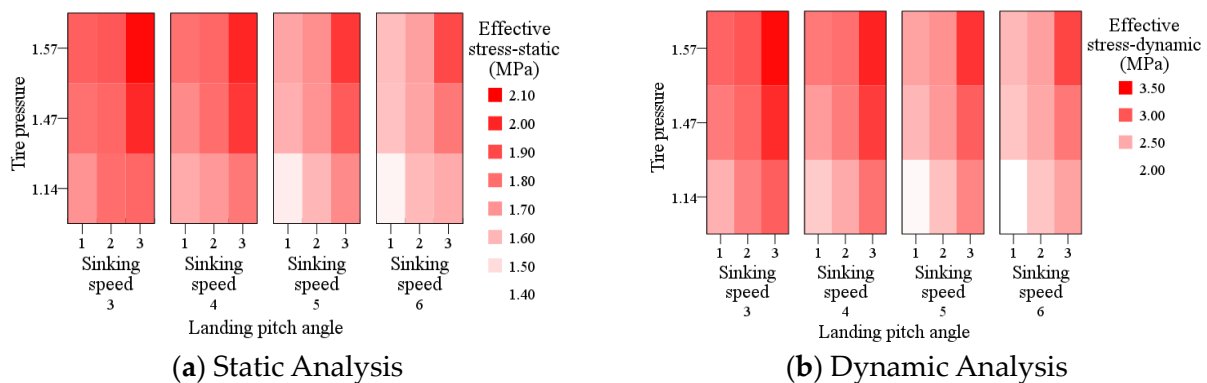 Effective
stress-static
(MPa)
2.10
2.00
1.90
1.80
1.70
1.60
1.50
1.40
Tire pressure
1.57
1.47
1.14
1 2 3
1 2 3
1 2 3
1 2 3
Sinking
speed
3
Sinking
speed
4
Sinking
speed
5
Sinking
speed
6
Landing pitch angle
(a) Static Analysis
Effective
stress-dynamic
(MPa)
3.50
3.00
2.50
2.00
Tire pressure
1.57
1.47
1.14
1 2 3
1 2 3
1 2 3
1 2 3
Sinking
speed
3
Sinking
speed
4
Sinking
speed
5
Sinking
speed
6
Landing pitch angle
(b) Dynamic Analysis